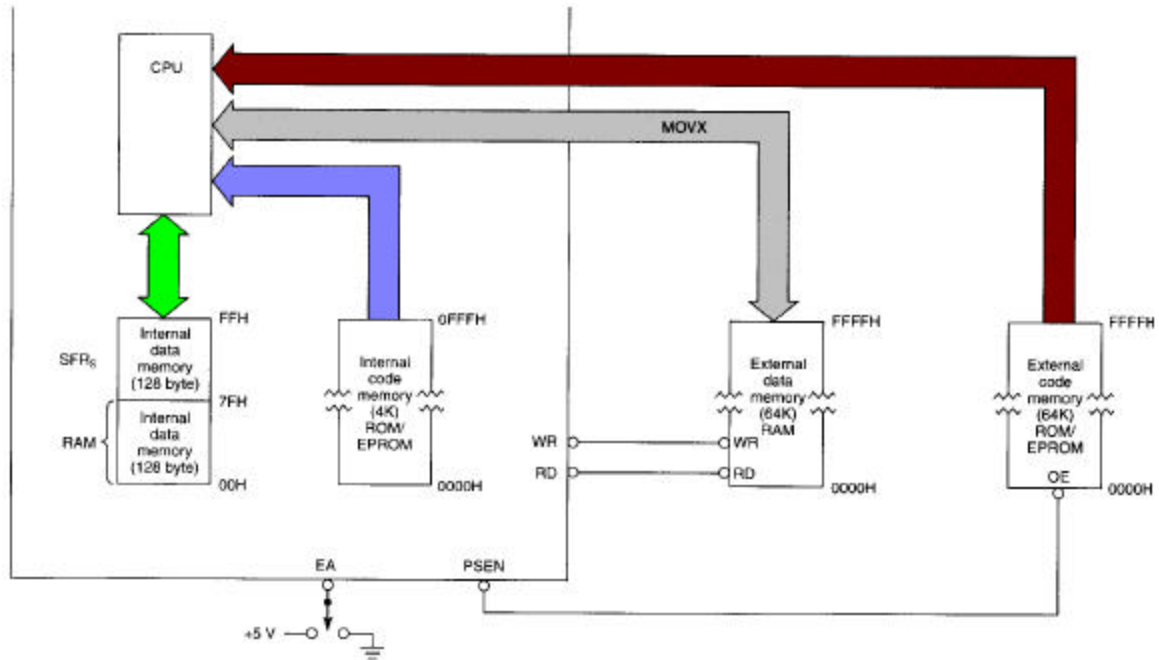 CPU
MOVX
FFH
SFRS
Internal
data
memory
(128 byte)
7FH
RAM
Internal
data
memory
(128 byte)
00H
0FFFH
Internal
code
memory
(4K)
ROM/
EPROM
0000H
FFFFH
External
data
memory
(64K)
RAM
WR
WR
RD
RD
0000H
FFFFH
External
code
memory
(64K)
ROM/
EPROM
OE
0000H
EA
PSEN
+5 V